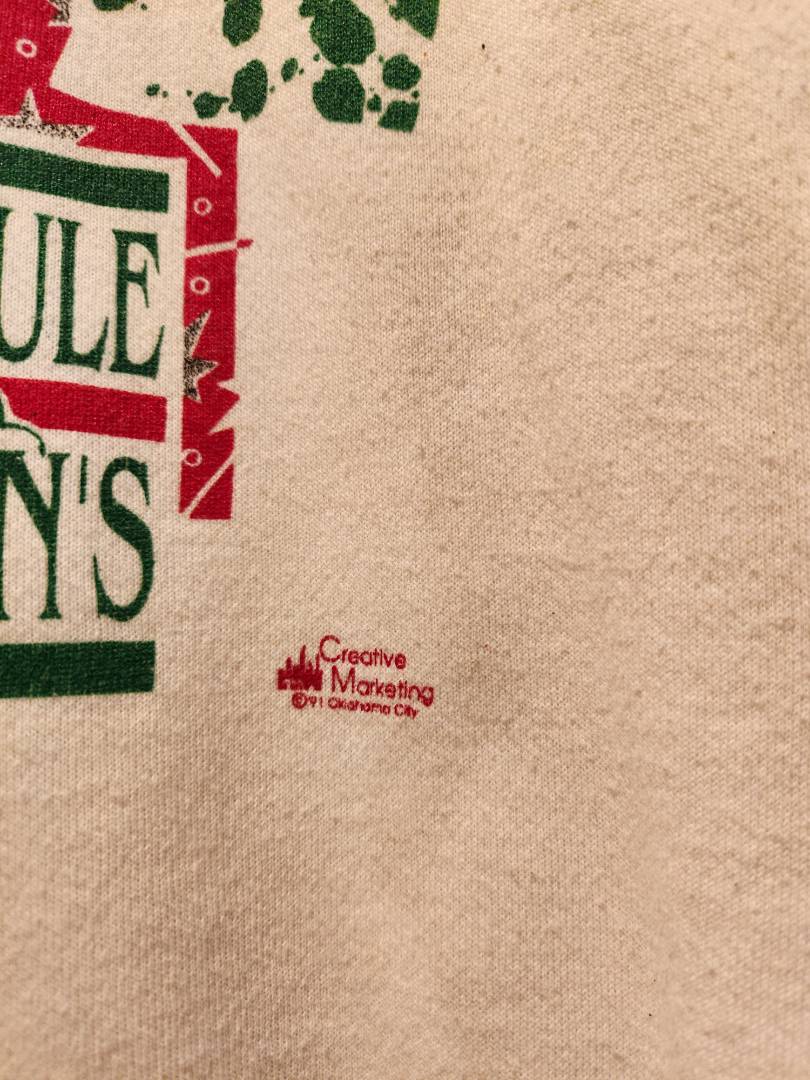 ULE
N'S
Creative
Marketing
©'91 Oklahoma City